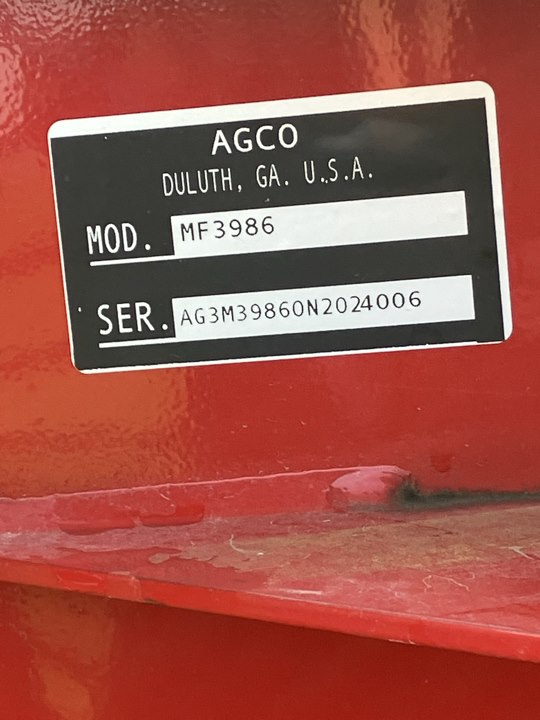 AGCO
DULUTH, GA. U.S.A.
MOD. MF3986
SER. AG3M39860N2024006